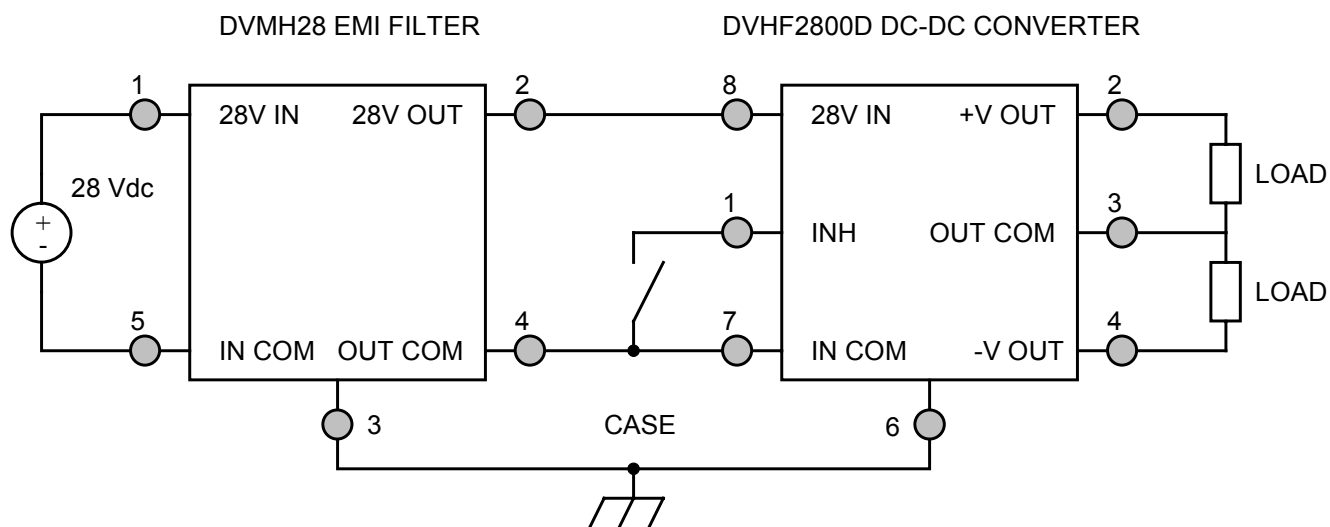 DVMH28 EMI FILTER
DVHF2800D DC-DC CONVERTER
1
2
8
2
28V IN
28V OUT
28V IN
+V OUT
28 Vdc
+
-
LOAD
1
3
INH
OUT COM
LOAD
5
4
7
4
IN COM
OUT COM
IN COM
-V OUT
3
CASE
6